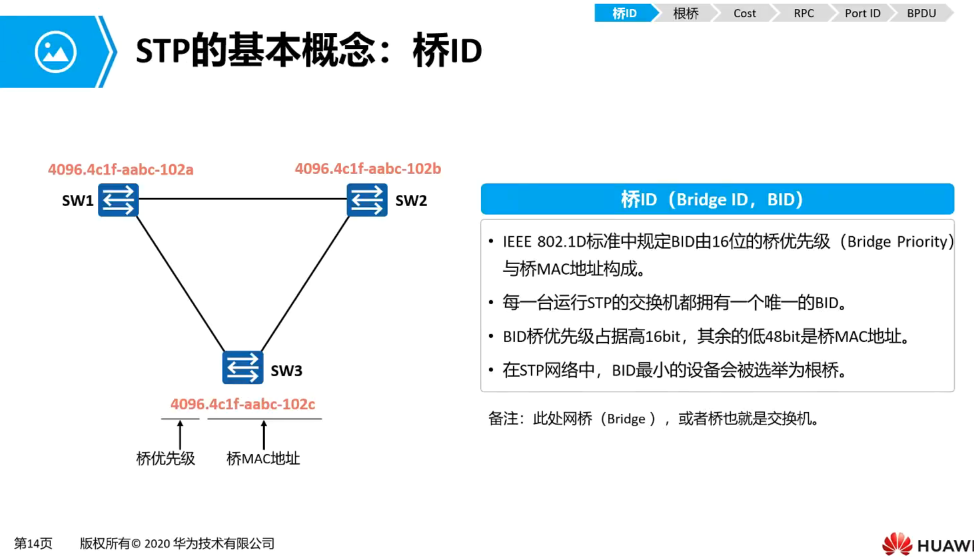 桥ID 根桥 Cost RPC Port ID BPDU
STP的基本概念：桥ID
4096.4c1f-aabc-102a
4096.4c1f-aabc-102b
SW1
SW2
SW3
4096.4c1f-aabc-102c
桥优先级
桥MAC地址
桥ID（Bridge ID，BID）
• IEEE 802.1D标准中规定BID由16位的桥优先级（Bridge Priority）
与桥MAC地址构成。
• 每一台运行STP的交换机都拥有一个唯一的BID。
• BID桥优先级占据高16bit，其余的低48bit是桥MAC地址。
• 在STP网络中，BID最小的设备会被选举为根桥。
备注：此处网桥（Bridge ），或者桥也就是交换机。
第14页 版权所有© 2020 华为技术有限公司
HUAWEI